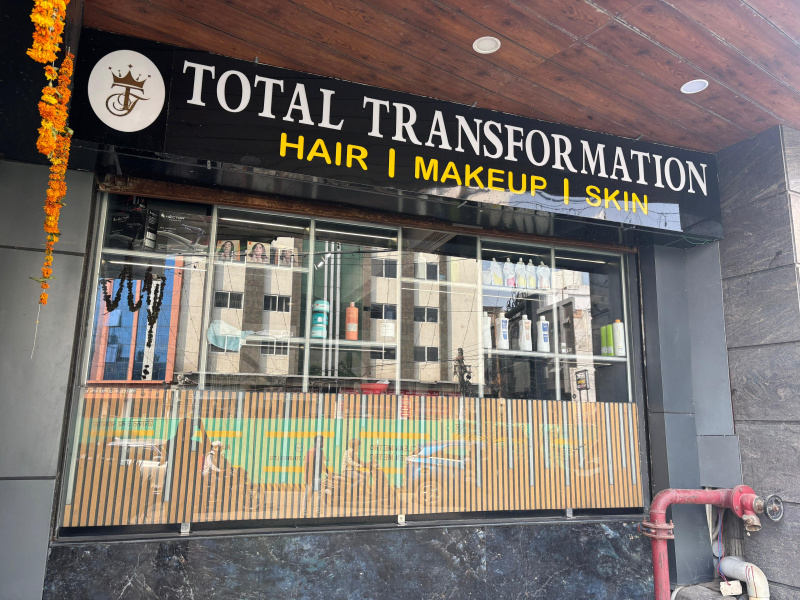 TOTAL TRANSFORMATION
HAIR | MAKEUP | SKIN